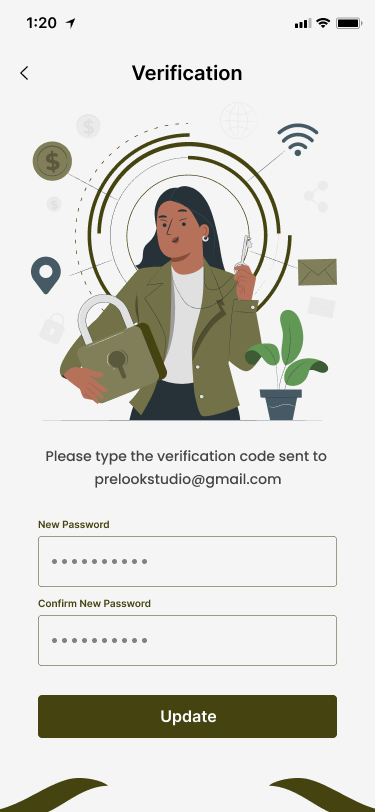 1:20
Verification
$
$
$
Please type the verification code sent to
prelookstudio@gmail.com
New Password
Confirm New Password
Update